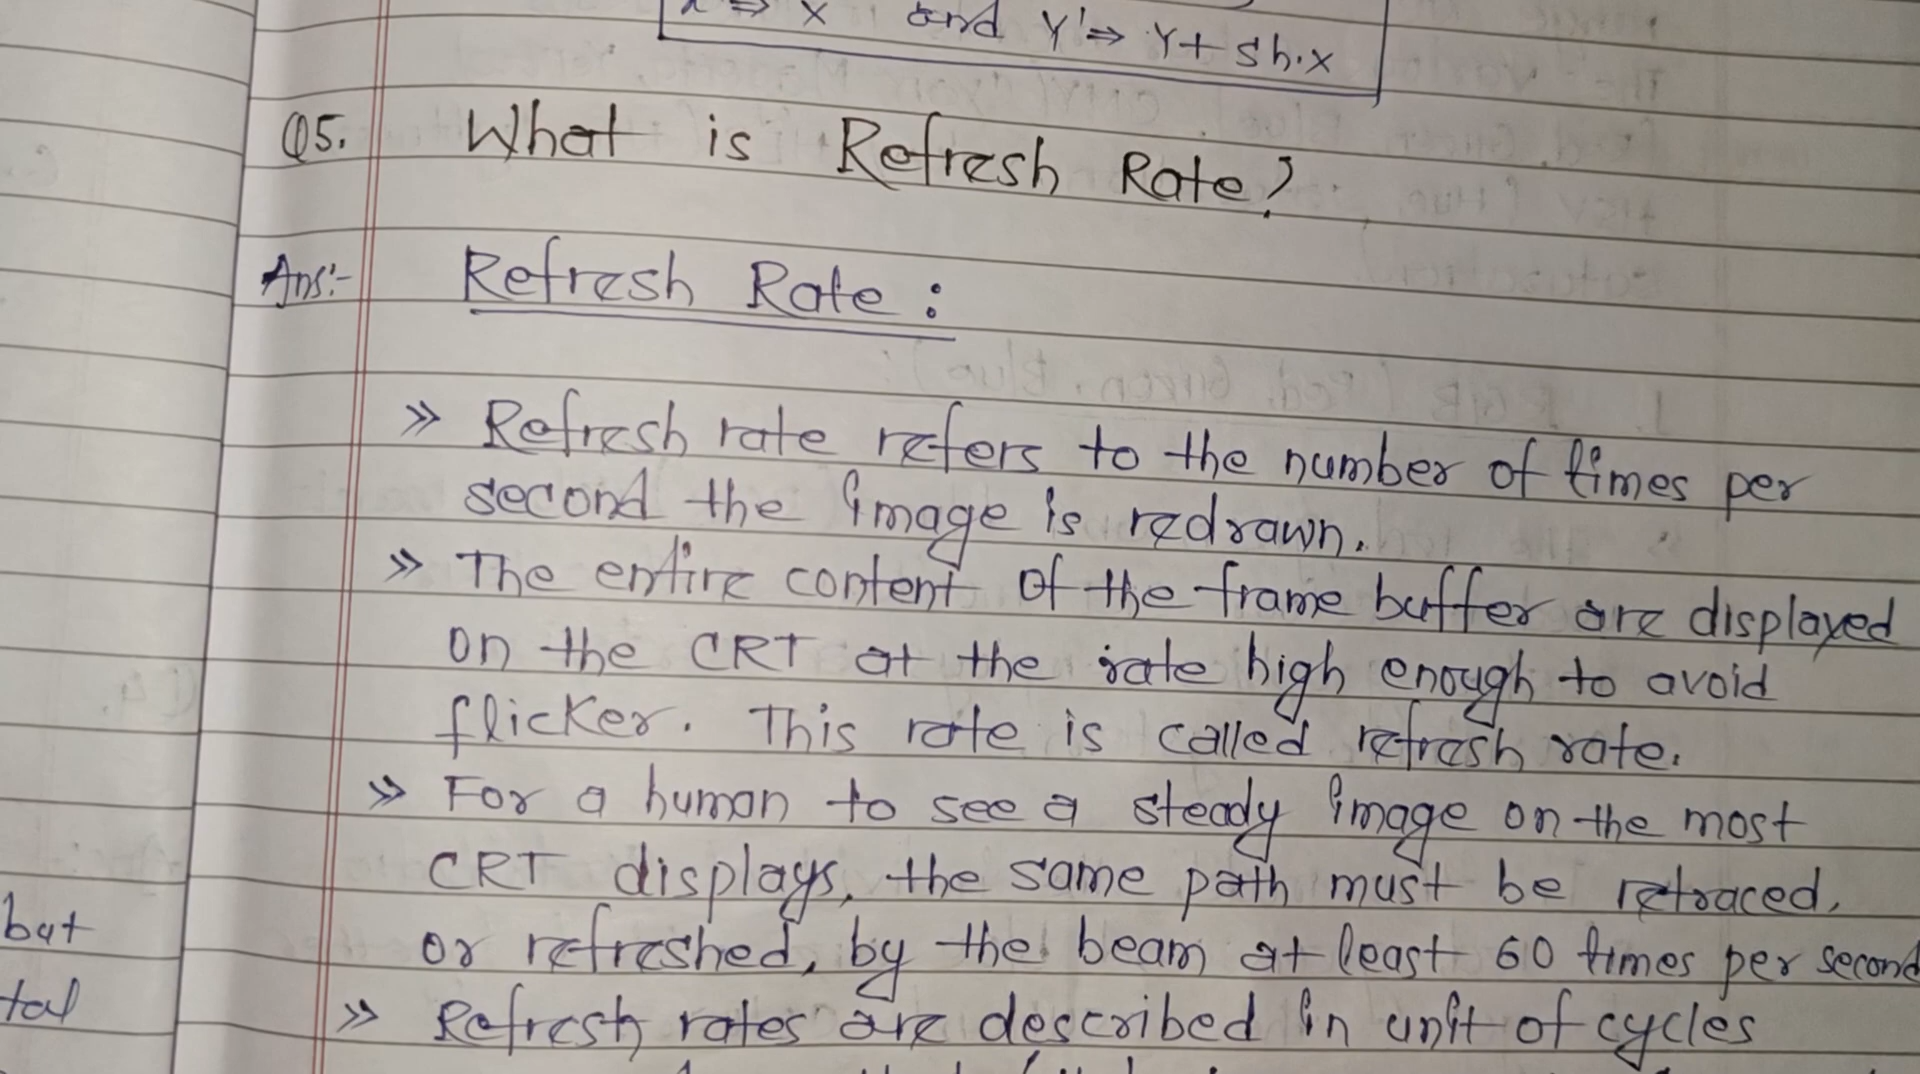 x and Y' ⇒ Y + Sh.x
Q5. What is Refresh Rate?
Ans:- Refresh Rate :
>> Refresh rate refers to the number of times per
second the image is redrawn.
>> The entire content of the frame buffer are displayed
on the CRT at the rate high enough to avoid
flicker. This rate is called refresh rate.
>> For a human to see a steady image on the most
CRT displays, the same path must be retraced,
or refreshed, by the beam at least 60 times per second
>> Refresh rates are described in unit of cycles
but
tal